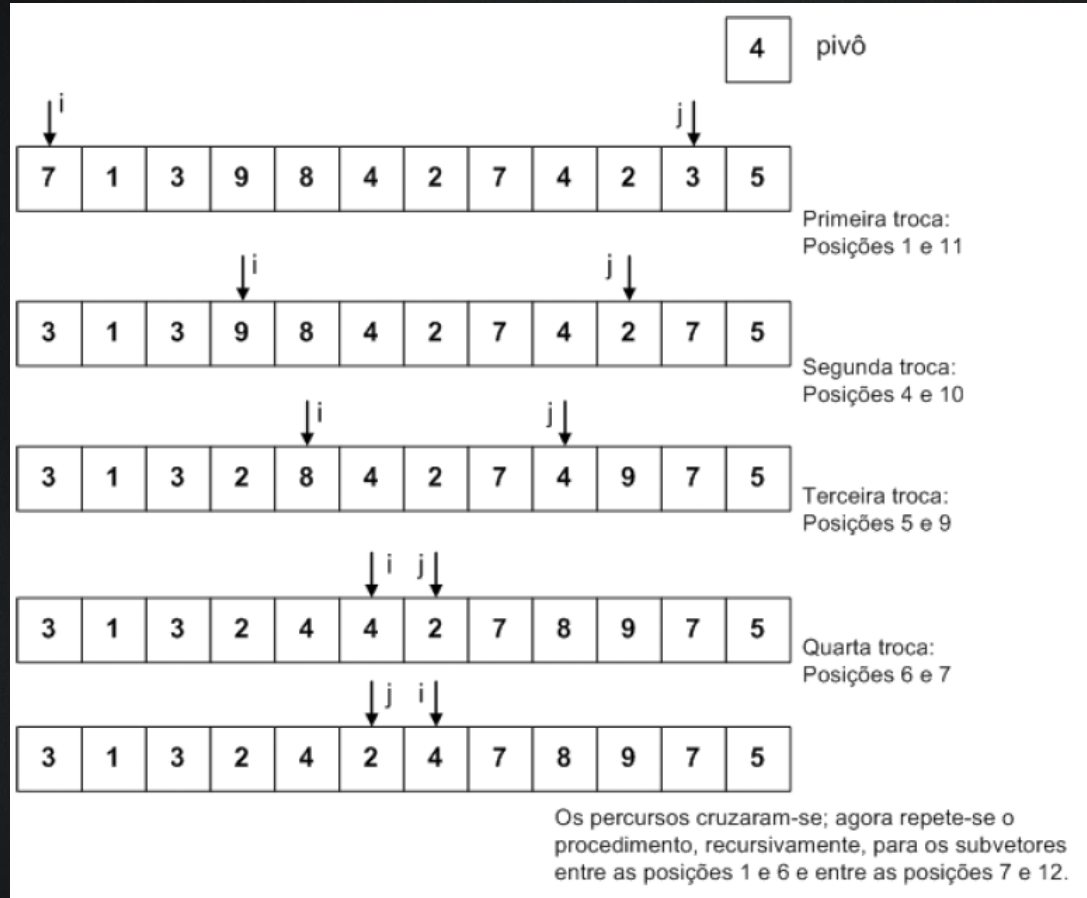 4 pivô
i j
7 1 3 9 8 4 2 7 4 2 3 5
Primeira troca:
Posições 1 e 11
i j
3 1 3 9 8 4 2 7 4 2 7 5
Segunda troca:
Posições 4 e 10
i j
3 1 3 2 8 4 2 7 4 9 7 5
Terceira troca:
Posições 5 e 9
i j
3 1 3 2 4 4 2 7 8 9 7 5
Quarta troca:
Posições 6 e 7
j i
3 1 3 2 4 2 4 7 8 9 7 5
Os percursos cruzaram-se; agora repete-se o
procedimento, recursivamente, para os subvetores
entre as posições 1 e 6 e entre as posições 7 e 12.